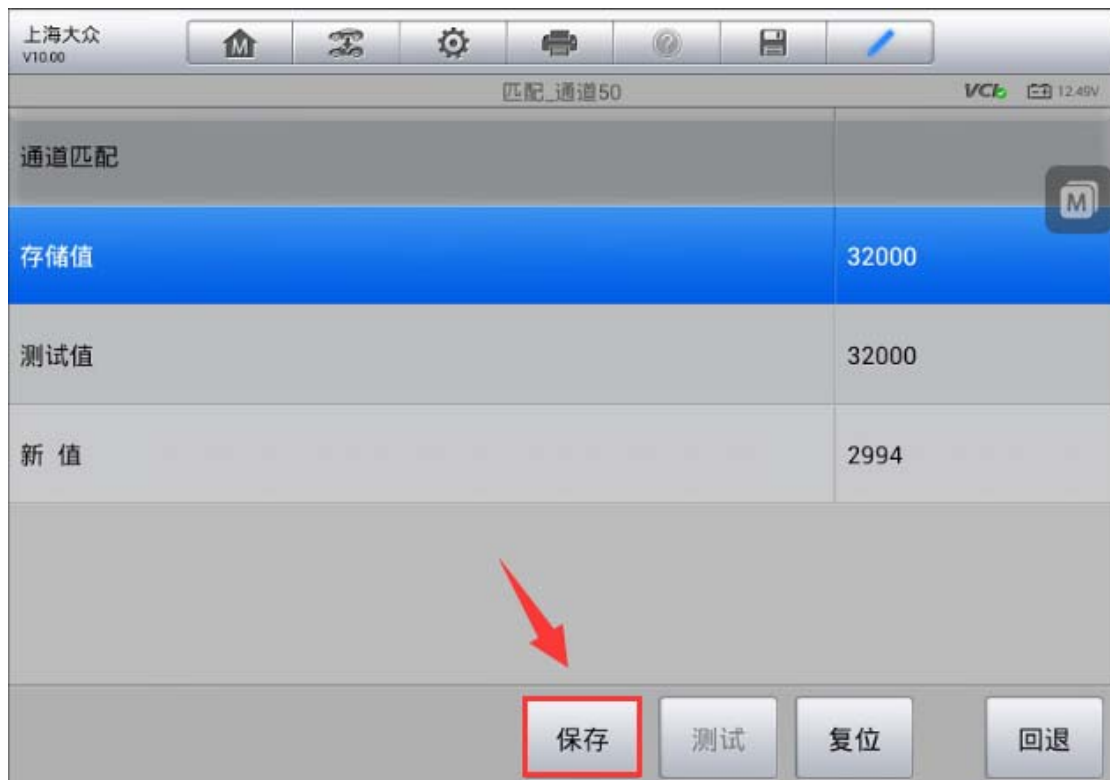 上海大众
V10.00
M
匹配_通道50
VCI
12.49V
通道匹配
M
存储值 32000
测试值 32000
新 值 2994
保存 测试 复位 回退